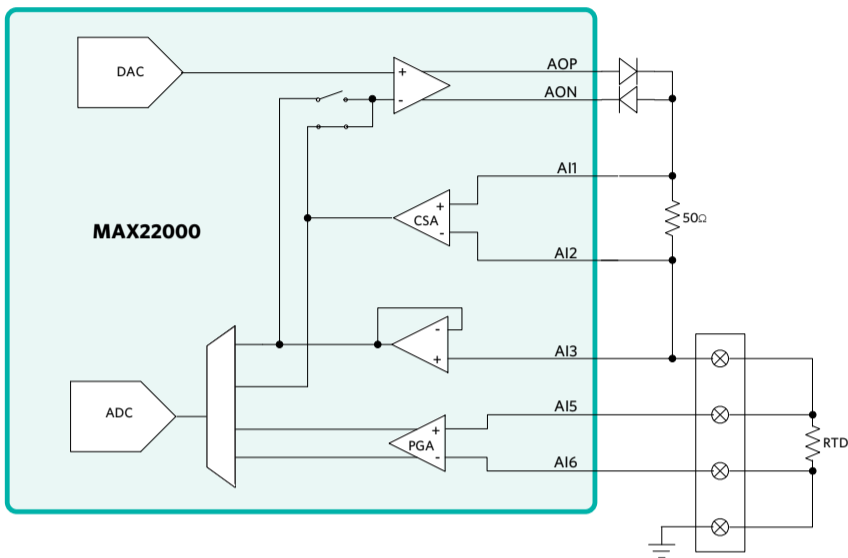 DAC
+
-
AOP
AON
AI1
+
CSA
-
50Ω
MAX22000
AI2
-
+
AI3
ADC
AI5
+
PGA
-
RTD
AI6